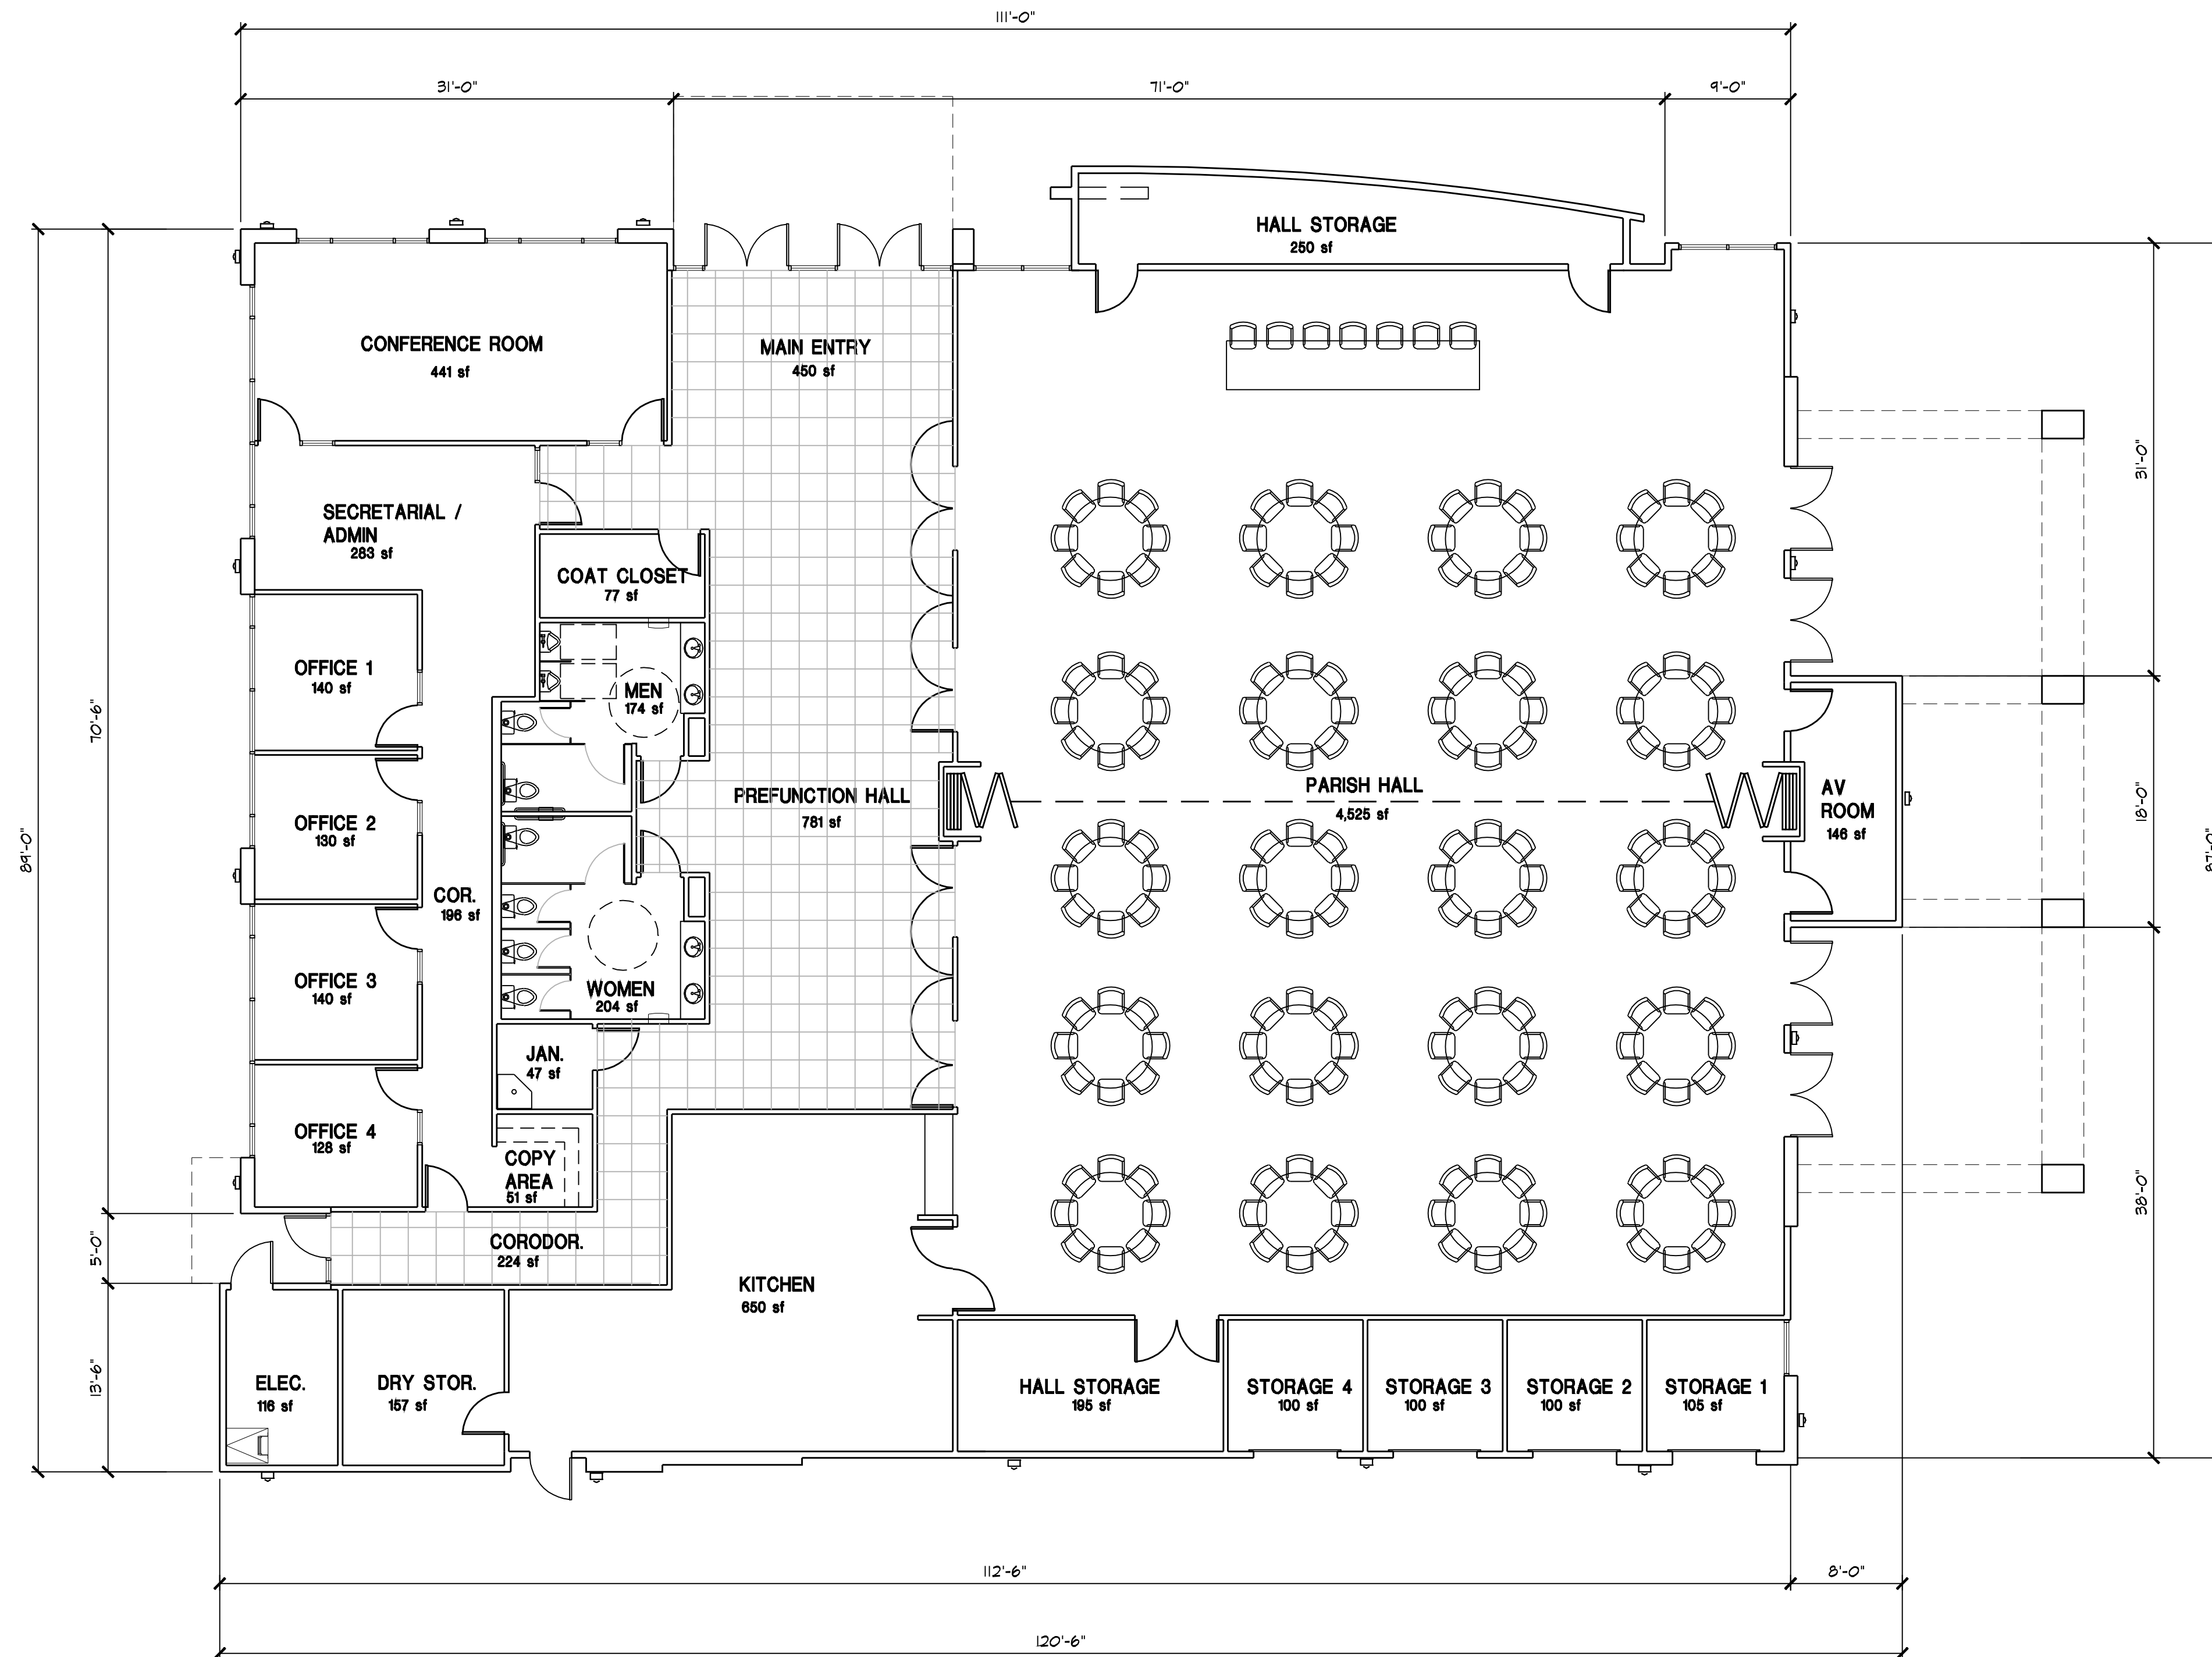 111'-0"
31'-0"
71'-0"
9'-0"
HALL STORAGE
250 sf
CONFERENCE ROOM
441 sf
MAIN ENTRY
450 sf
31'-0"
SECRETARIAL /
ADMIN
283 sf
COAT CLOSET
77 sf
OFFICE 1
140 sf
MEN
174 sf
70'-6"
PREFUNCTION HALL
781 sf
PARISH HALL
4,525 sf
AV
ROOM
146 sf
18'-0"
OFFICE 2
130 sf
89'-0"
87'-0"
COR.
196 sf
OFFICE 3
140 sf
WOMEN
204 sf
JAN.
47 sf
OFFICE 4
128 sf
COPY
AREA
51 sf
38'-0"
5'-0"
CORODOR.
224 sf
KITCHEN
650 sf
13'-6"
ELEC.
116 sf
DRY STOR.
157 sf
HALL STORAGE
195 sf
STORAGE 4
100 sf
STORAGE 3
100 sf
STORAGE 2
100 sf
STORAGE 1
105 sf
112'-6"
8'-0"
120'-6"